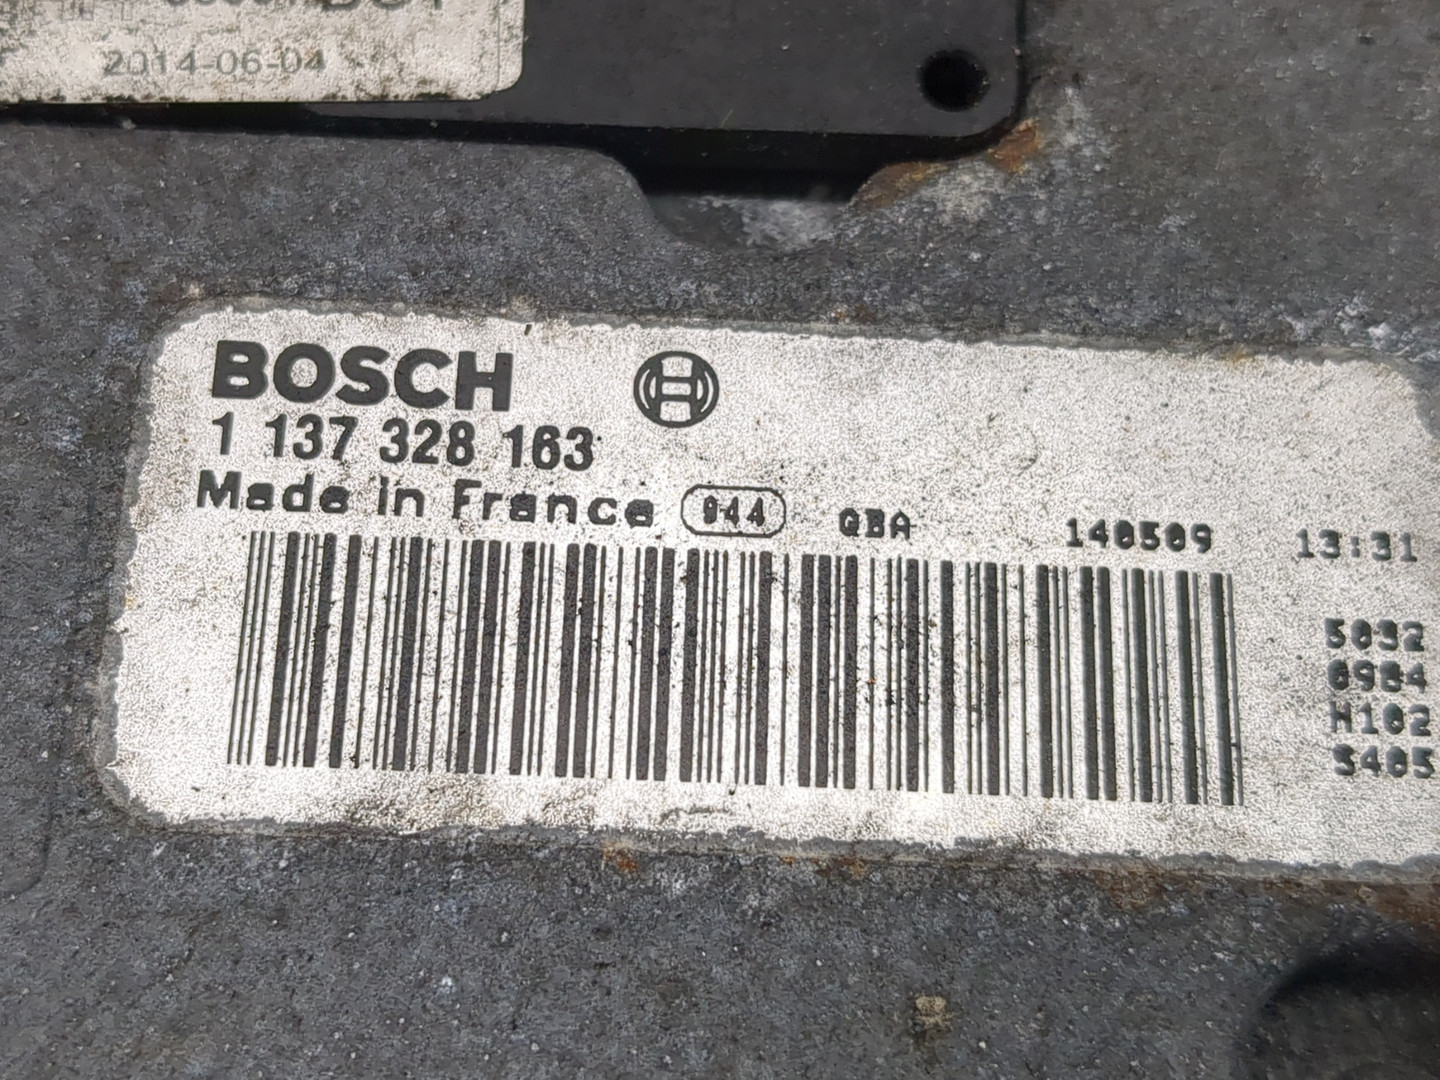 2014-06-04
BOSCH
1 137 328 163
Made in France 944 QBA 140509 13:31
5032
0984
H102
S405